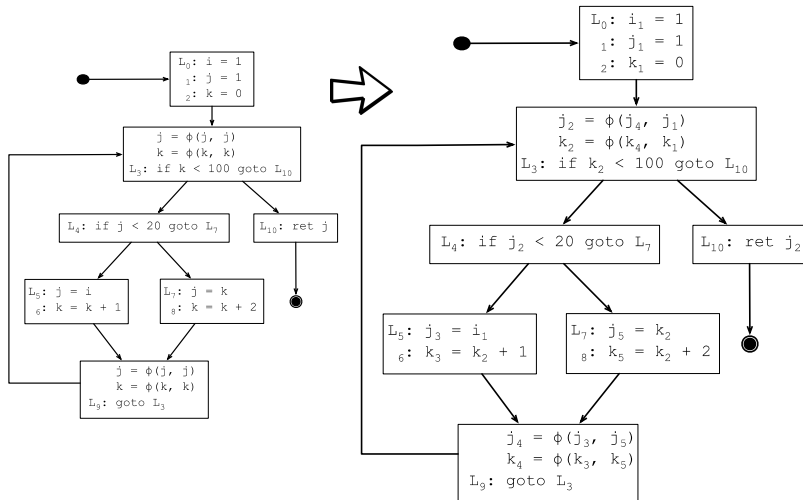 L₀: i = 1
₁: j = 1
₂: k = 0
j = ϕ(j, j)
k = ϕ(k, k)
L₃: if k < 100 goto L₁₀
L₄: if j < 20 goto L₇
L₁₀: ret j
L₅: j = i
₆: k = k + 1
L₇: j = k
₈: k = k + 2
j = ϕ(j, j)
k = ϕ(k, k)
L₉: goto L₃
L₀: i₁ = 1
₁: j₁ = 1
₂: k₁ = 0
j₂ = ϕ(j₄, j₁)
k₂ = ϕ(k₄, k₁)
L₃: if k₂ < 100 goto L₁₀
L₄: if j₂ < 20 goto L₇
L₁₀: ret j₂
L₅: j₃ = i₁
₆: k₃ = k₂ + 1
L₇: j₅ = k₂
₈: k₅ = k₂ + 2
j₄ = ϕ(j₃, j₅)
k₄ = ϕ(k₃, k₅)
L₉: goto L₃